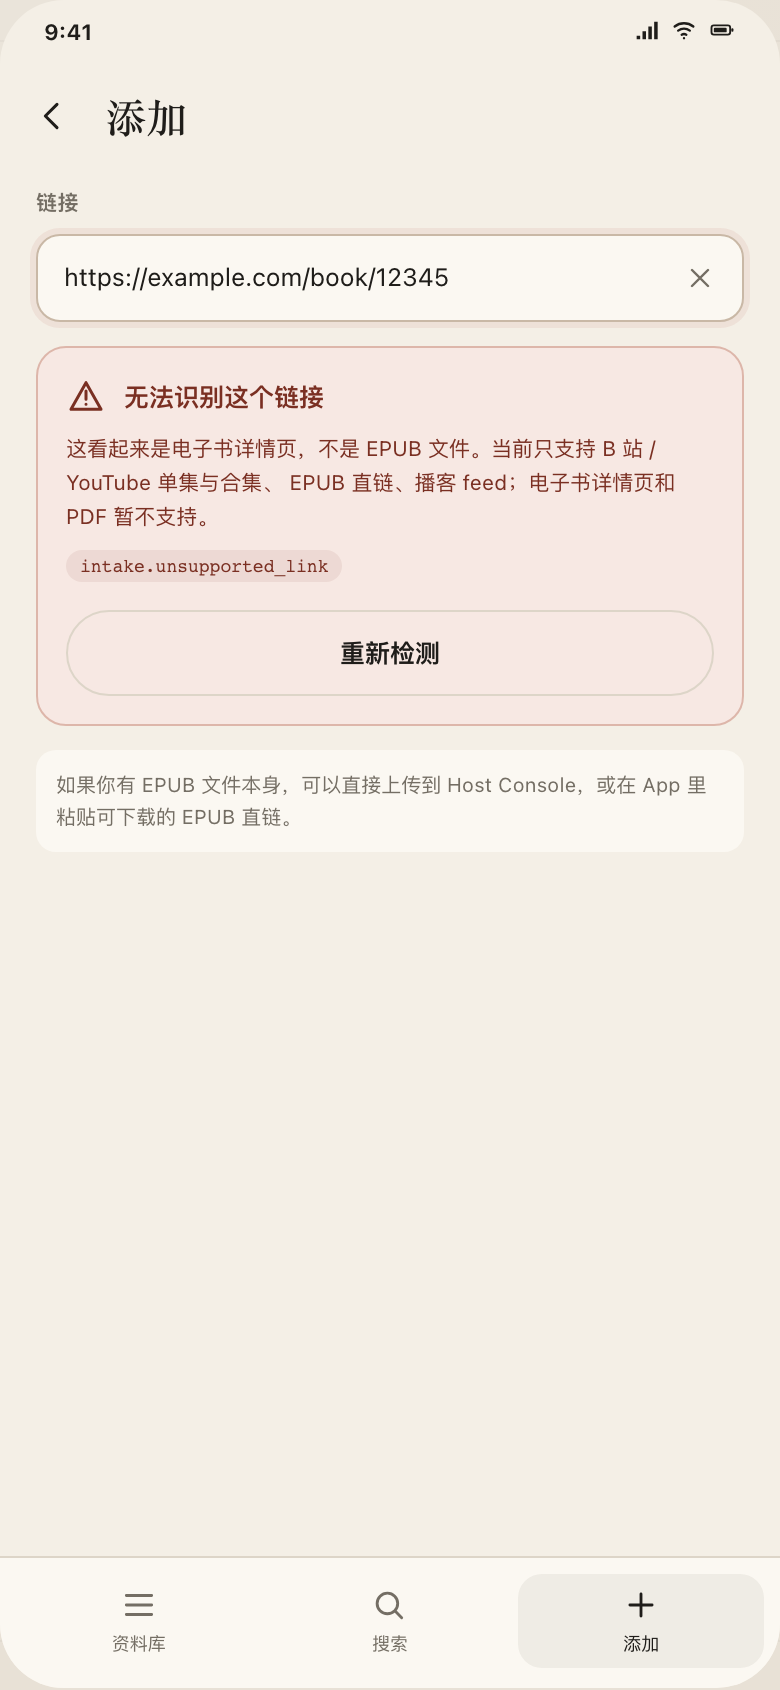 9:41
添加
链接
https://example.com/book/12345
无法识别这个链接
这看起来是电子书详情页，不是 EPUB 文件。当前只支持 B 站 /
YouTube 单集与合集、 EPUB 直链、播客 feed；电子书详情页和
PDF 暂不支持。
intake.unsupported_link
重新检测
如果你有 EPUB 文件本身，可以直接上传到 Host Console，或在 App 里
粘贴可下载的 EPUB 直链。
资料库
搜索
添加